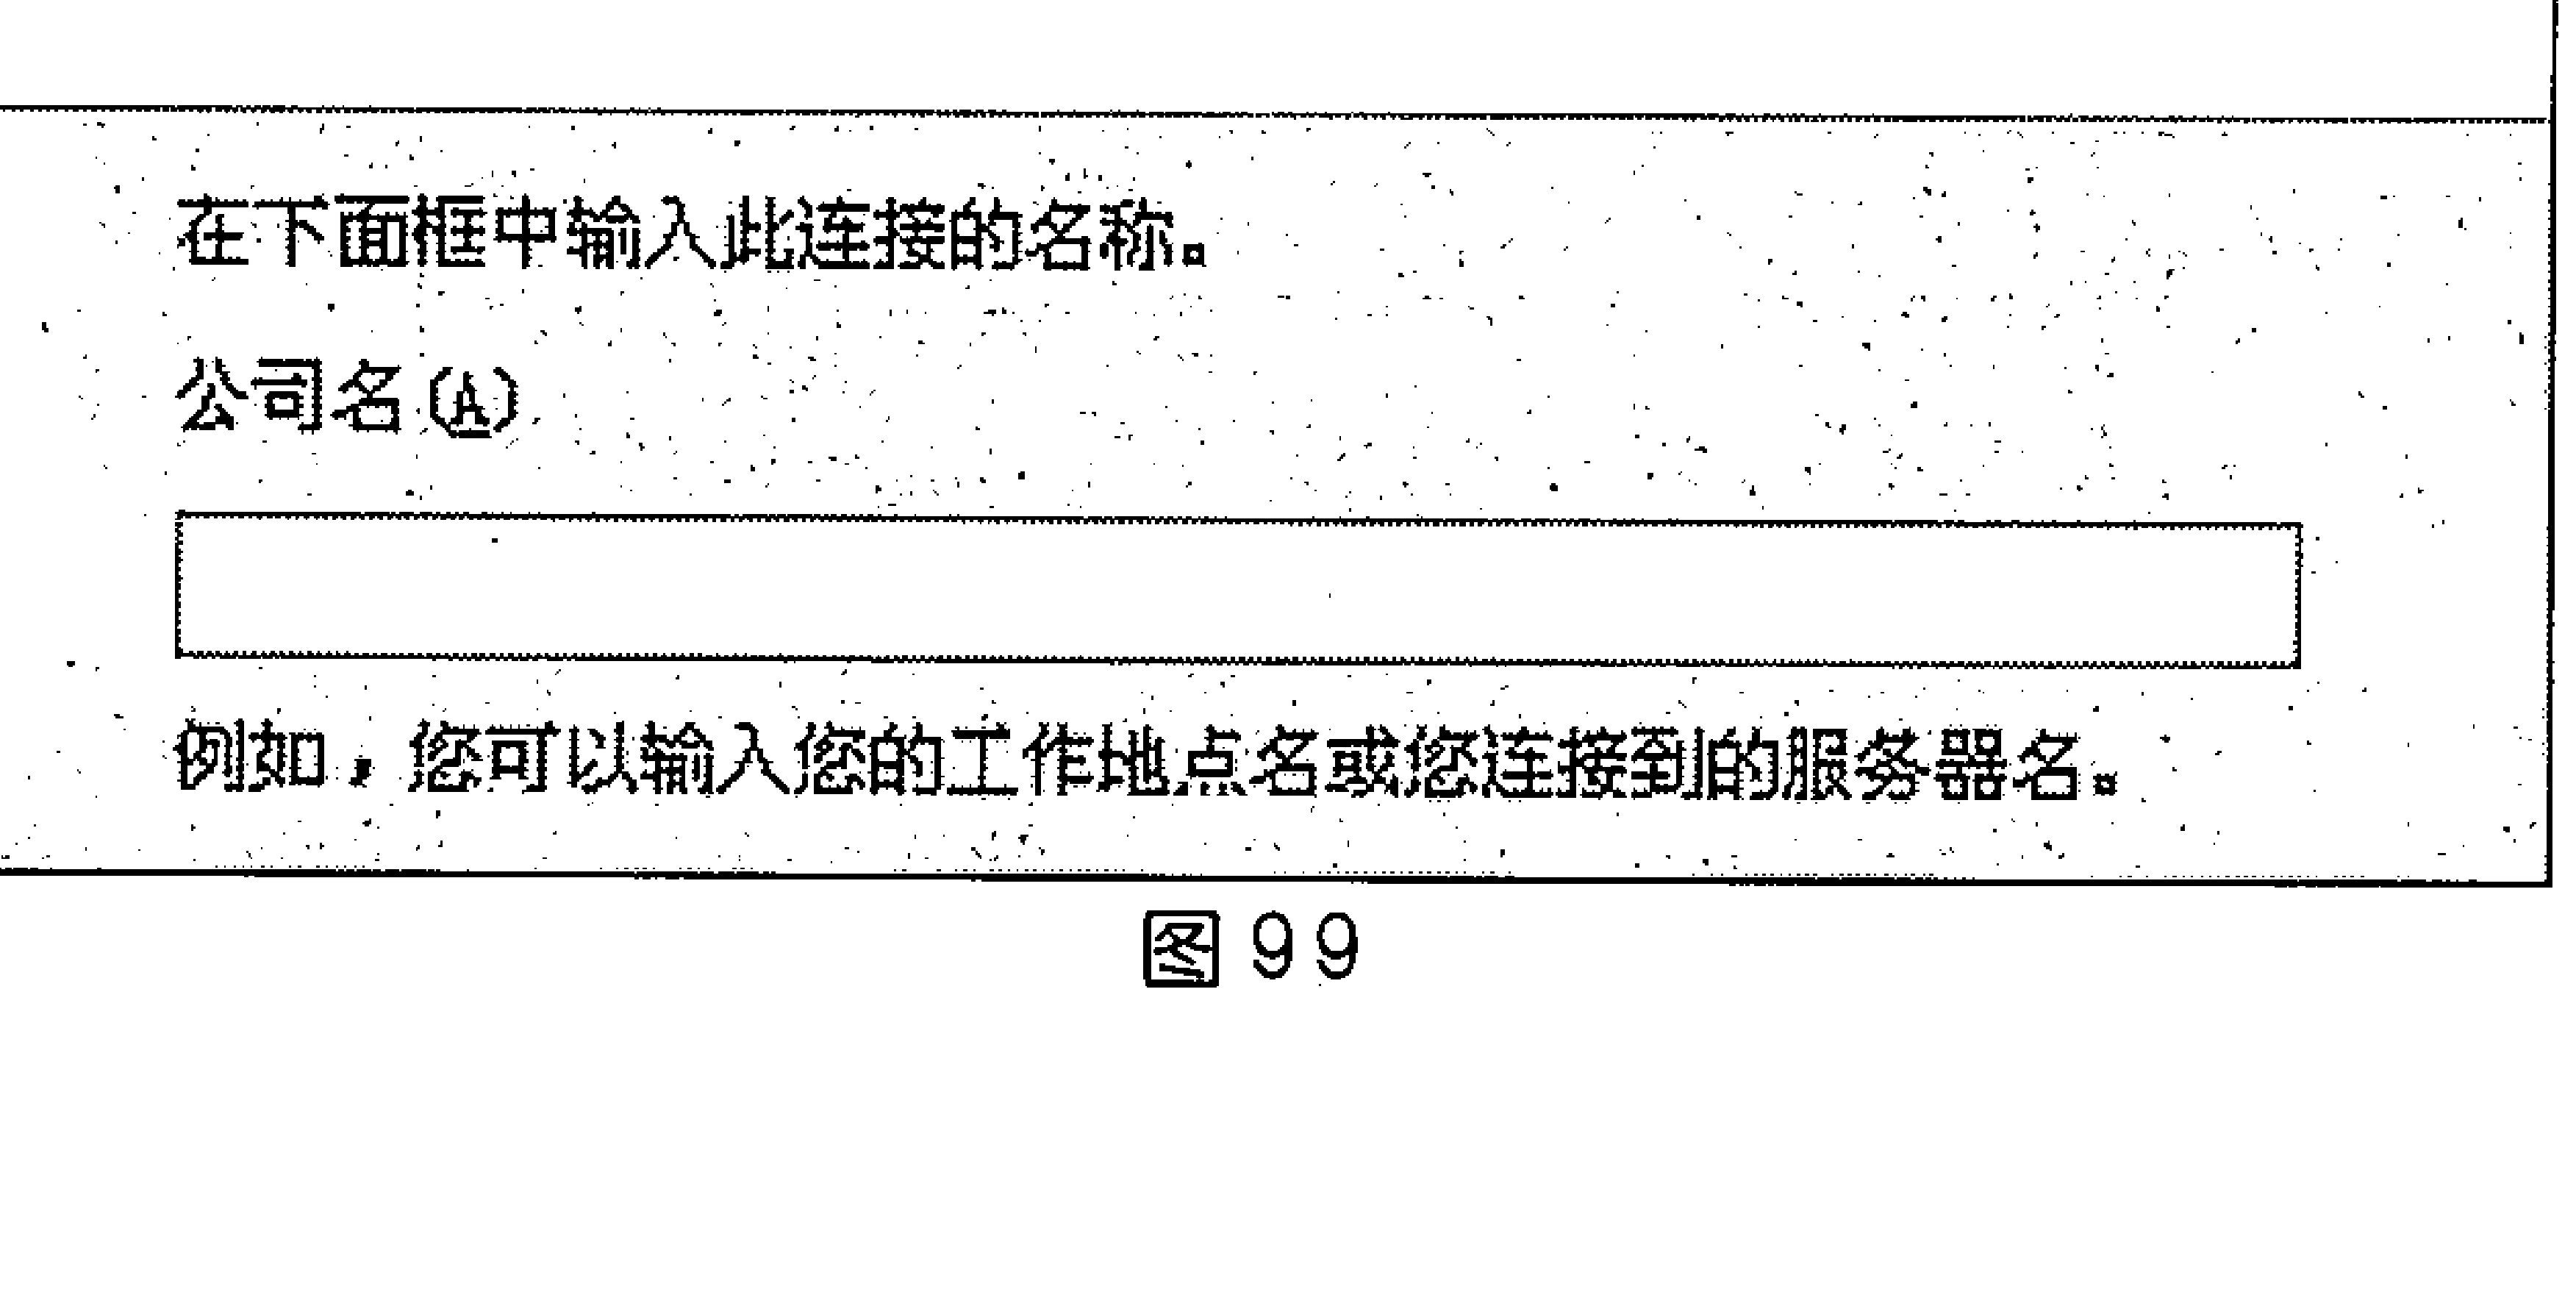 在下面框中输入此连接的名称。
公司名(A)
例如，您可以输入您的工作地点名或您连接到的服务器名。
图99